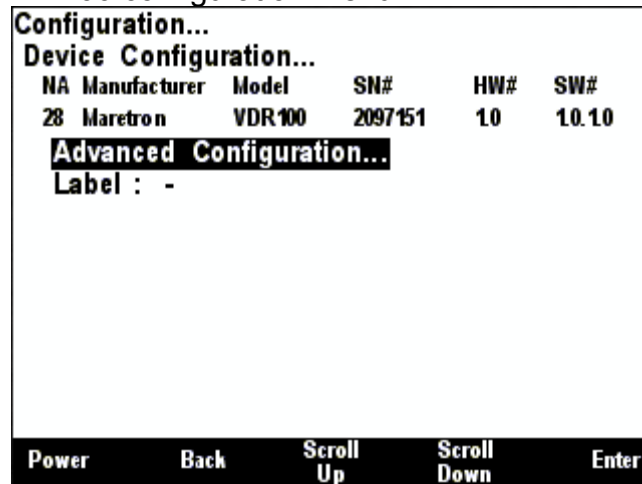 Configuration...
Device Configuration...
NA Manufacturer Model SN# HW# SW#
28 Maretron VDR100 2097151 1.0 1.0.1.0
Advanced Configuration...
Label : -
Power Back Scroll Up Scroll Down Enter